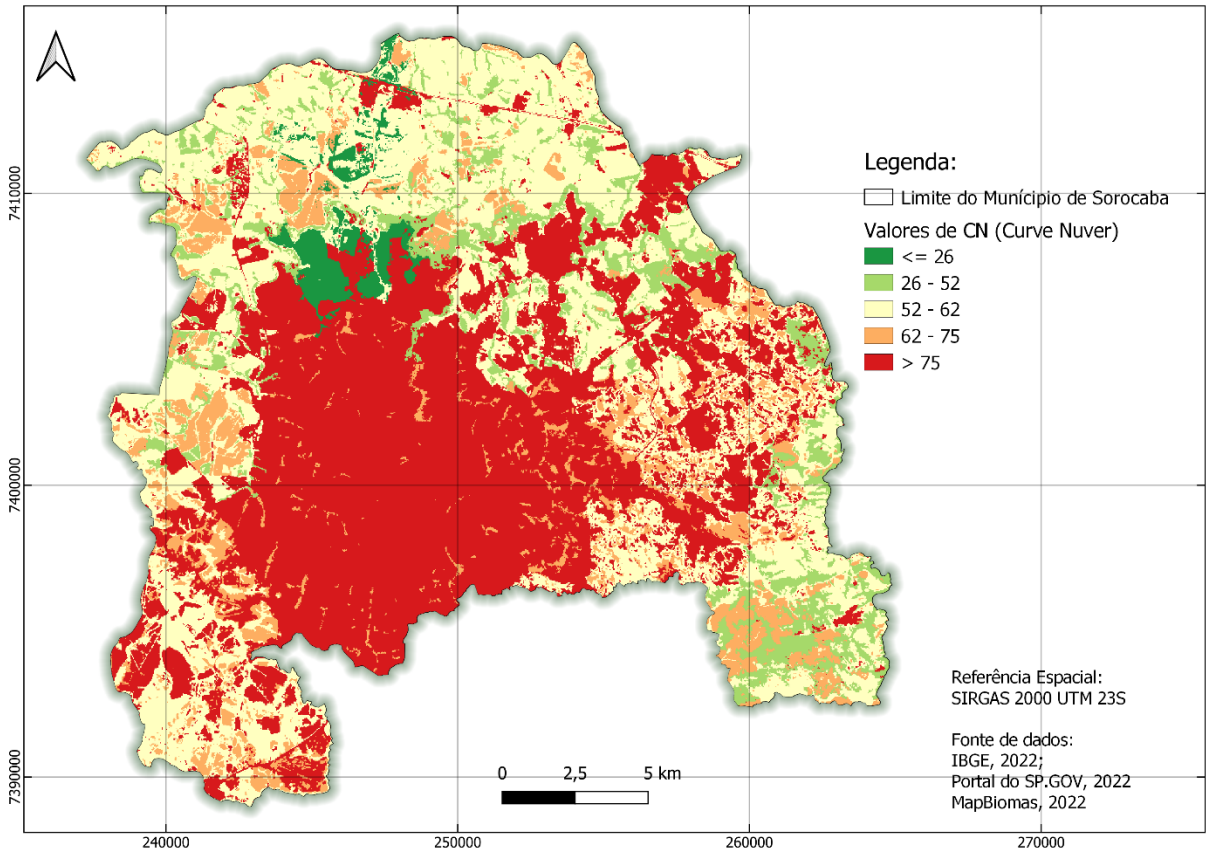 7410000
7400000
7390000
Legenda:
Limite do Munícipio de Sorocaba
Valores de CN (Curve Nuver)
<= 26
26 - 52
52 - 62
62 - 75
> 75
Referência Espacial:
SIRGAS 2000 UTM 23S
Fonte de dados:
IBGE, 2022;
Portal do SP.GOV, 2022
MapBiomas, 2022
0 2,5 5 km
240000 250000 260000 270000